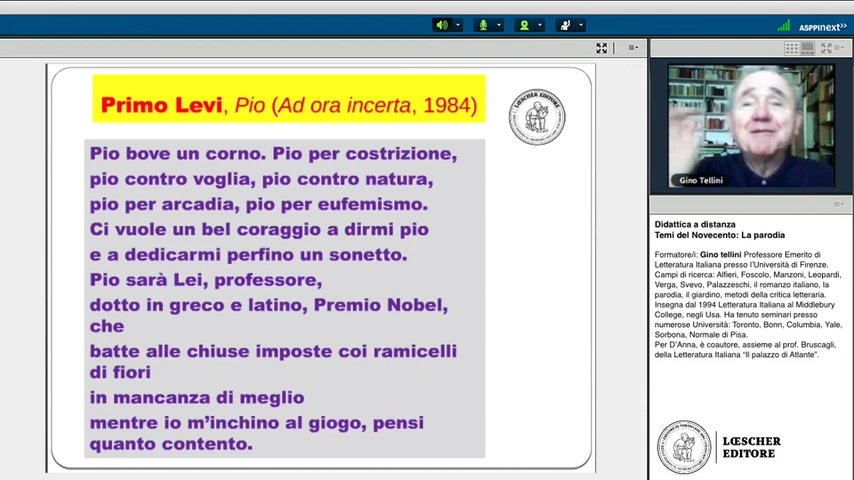 ASPPInext>>
Primo Levi, Pio (Ad ora incerta, 1984)
LŒSCHER EDITORE
Pio bove un corno. Pio per costrizione,
pio contro voglia, pio contro natura,
pio per arcadia, pio per eufemismo.
Ci vuole un bel coraggio a dirmi pio
e a dedicarmi perfino un sonetto.
Pio sarà Lei, professore,
dotto in greco e latino, Premio Nobel,
che
batte alle chiuse imposte coi ramicelli
di fiori
in mancanza di meglio
mentre io m'inchino al giogo, pensi
quanto contento.
Gino Tellini
Didattica a distanza
Temi del Novecento: La parodia
Formatore/i: Gino tellini Professore Emerito di
Letteratura Italiana presso l'Università di Firenze.
Campi di ricerca: Alfieri, Foscolo, Manzoni, Leopardi,
Verga, Svevo, Palazzeschi, il romanzo italiano, la
parodia, il giardino, metodi della critica letteraria.
Insegna dal 1994 Letteratura Italiana al Middlebury
College, negli Usa. Ha tenuto seminari presso
numerose Università: Toronto, Bonn, Columbia, Yale,
Sorbona, Normale di Pisa.
Per D'Anna, è coautore, assieme al prof. Bruscagli,
della Letteratura Italiana "Il palazzo di Atlante".
LŒSCHER
EDITORE